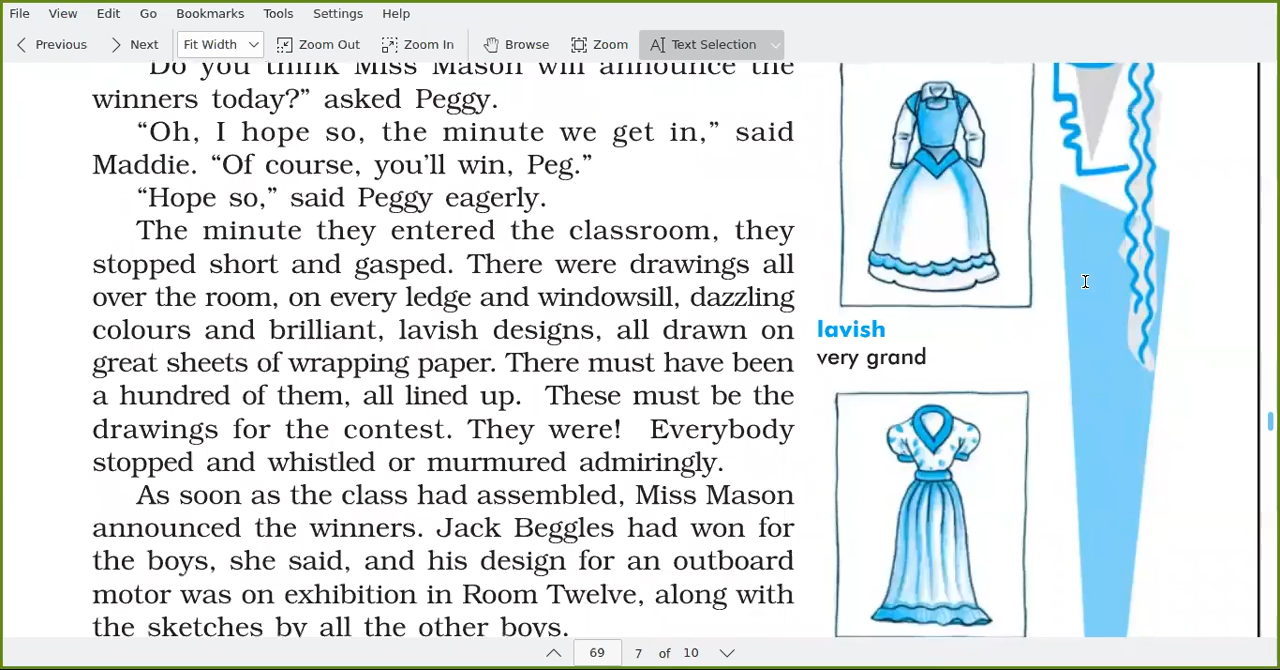 File View Edit Go Bookmarks Tools Settings Help
Previous Next Fit Width Zoom Out Zoom In Browse Zoom Text Selection
“Do you think Miss Mason will announce the
winners today?” asked Peggy.
“Oh, I hope so, the minute we get in,” said
Maddie. “Of course, you’ll win, Peg.”
“Hope so,” said Peggy eagerly.
The minute they entered the classroom, they
stopped short and gasped. There were drawings all
over the room, on every ledge and windowsill, dazzling
colours and brilliant, lavish designs, all drawn on
great sheets of wrapping paper. There must have been
a hundred of them, all lined up. These must be the
drawings for the contest. They were! Everybody
stopped and whistled or murmured admiringly.
As soon as the class had assembled, Miss Mason
announced the winners. Jack Beggles had won for
the boys, she said, and his design for an outboard
motor was on exhibition in Room Twelve, along with
the sketches by all the other boys.
lavish
very grand
69 7 of 10